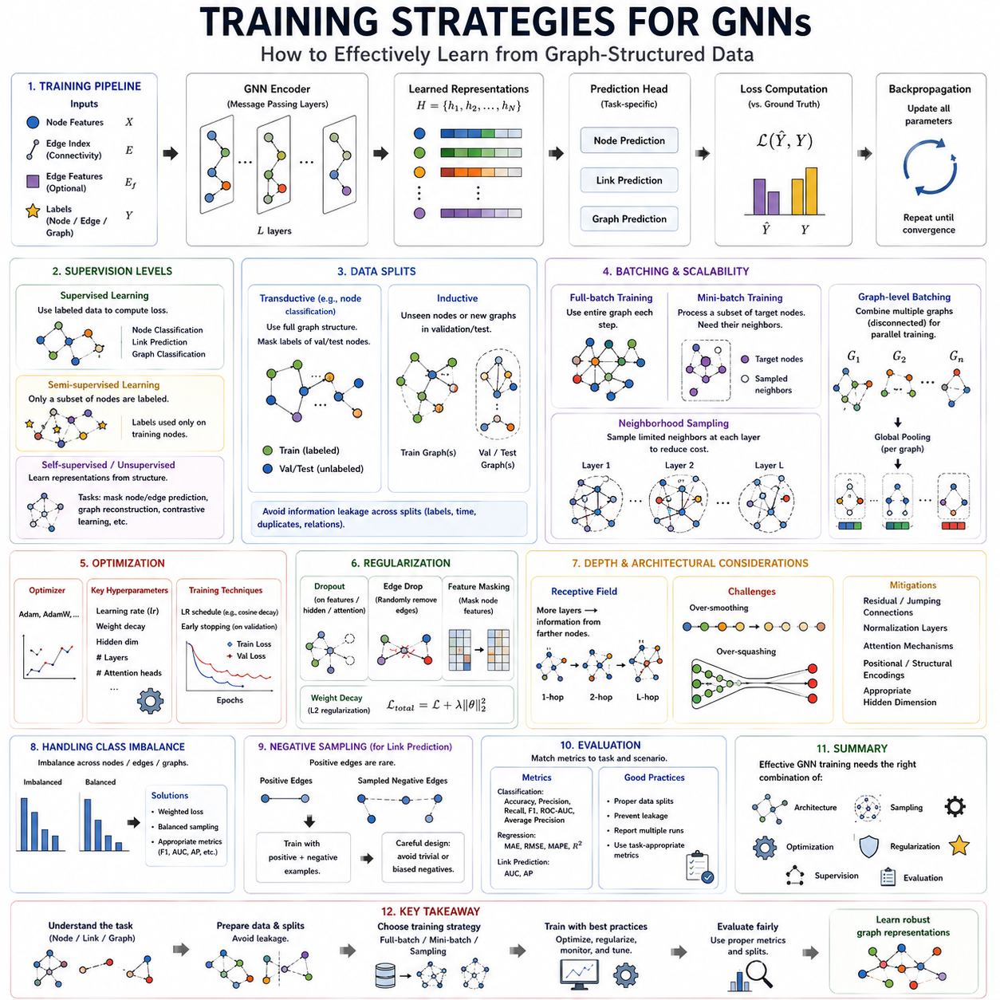 TRAINING STRATEGIES FOR GNNs
How to Effectively Learn from Graph-Structured Data
1. TRAINING PIPELINE
Inputs
Node Features X
Edge Index
(Connectivity) E
Edge Features
(Optional) E_f
Labels
(Node / Edge /
Graph) Y
GNN Encoder
(Message Passing Layers)
... ...
L layers
Learned Representations
H = {h_1, h_2, ..., h_N}
Prediction Head
(Task-specific)
Node Prediction
Link Prediction
Graph Prediction
Loss Computation
(vs. Ground Truth)
ℒ(Ŷ, Y)
Ŷ Y
Backpropagation
Update all
parameters
Repeat until
convergence
2. SUPERVISION LEVELS
Supervised Learning
Use labeled data to compute loss.
Node Classification
Link Prediction
Graph Classification
Semi-supervised Learning
Only a subset of nodes are labeled.
Labels used only on
training nodes.
Self-supervised / Unsupervised
Learn representations from structure.
Tasks: mask node/edge prediction,
graph reconstruction, contrastive
learning, etc.
3. DATA SPLITS
Transductive (e.g., node
classification)
Use full graph structure.
Mask labels of val/test nodes.
Train (labeled)
Val/Test (unlabeled)
Inductive
Unseen nodes or new graphs
in validation/test.
Train Graph(s)
Val / Test
Graph(s)
Avoid information leakage across splits (labels, time,
duplicates, relations).
4. BATCHING & SCALABILITY
Full-batch Training
Use entire graph each
step.
Mini-batch Training
Process a subset of target nodes.
Need their neighbors.
Target nodes
Sampled
neighbors
Neighborhood Sampling
Sample limited neighbors at each layer
to reduce cost.
Layer 1 Layer 2 Layer L
... ...
Graph-level Batching
Combine multiple graphs
(disconnected) for
parallel training.
G_1 G_2 G_n
...
Global Pooling
(per graph)
... ...
5. OPTIMIZATION
Optimizer
Adam, AdamW, ...
Key Hyperparameters
Learning rate (lr)
Weight decay
Hidden dim
# Layers
# Attention heads
...
Training Techniques
LR schedule (e.g., cosine decay)
Early stopping (on validation)
Train Loss
Val Loss
Epochs
6. REGULARIZATION
Dropout
(on features /
hidden / attention)
Edge Drop
(Randomly remove
edges)
Feature Masking
(Mask node
features)
Weight Decay
(L2 regularization)
ℒ_total = ℒ + λ‖θ‖₂²
7. DEPTH & ARCHITECTURAL CONSIDERATIONS
Receptive Field
More layers ⟶
information from
farther nodes.
1-hop 2-hop L-hop
Challenges
Over-smoothing
Over-squashing
Mitigations
Residual / Jumping
Connections
Normalization Layers
Attention Mechanisms
Positional / Structural
Encodings
Appropriate
Hidden Dimension
8. HANDLING CLASS IMBALANCE
Imbalance across nodes / edges / graphs.
Imbalanced Balanced
Solutions
• Weighted loss
• Balanced sampling
• Appropriate metrics
(F1, AUC, AP, etc.)
9. NEGATIVE SAMPLING (for Link Prediction)
Positive edges are rare.
Positive Edges Sampled Negative Edges
Train with
positive + negative
examples.
Careful design:
avoid trivial or
biased negatives.
10. EVALUATION
Match metrics to task and scenario.
Metrics
Classification:
Accuracy, Precision,
Recall, F1, ROC-AUC,
Average Precision
Regression:
MAE, RMSE, MAPE, R²
Link Prediction:
AUC, AP
Good Practices
• Proper data splits
• Prevent leakage
• Report multiple runs
• Use task-appropriate
metrics
11. SUMMARY
Effective GNN training needs the right
combination of:
Architecture Sampling
Optimization Regularization
Supervision Evaluation
12. KEY TAKEAWAY
Understand the task
(Node / Link / Graph)
Prepare data & splits
Avoid leakage.
Choose training strategy
Full-batch / Mini-batch /
Sampling
Train with best practices
Optimize, regularize,
monitor, and tune.
Evaluate fairly
Use proper metrics
and splits.
Learn robust
graph representations